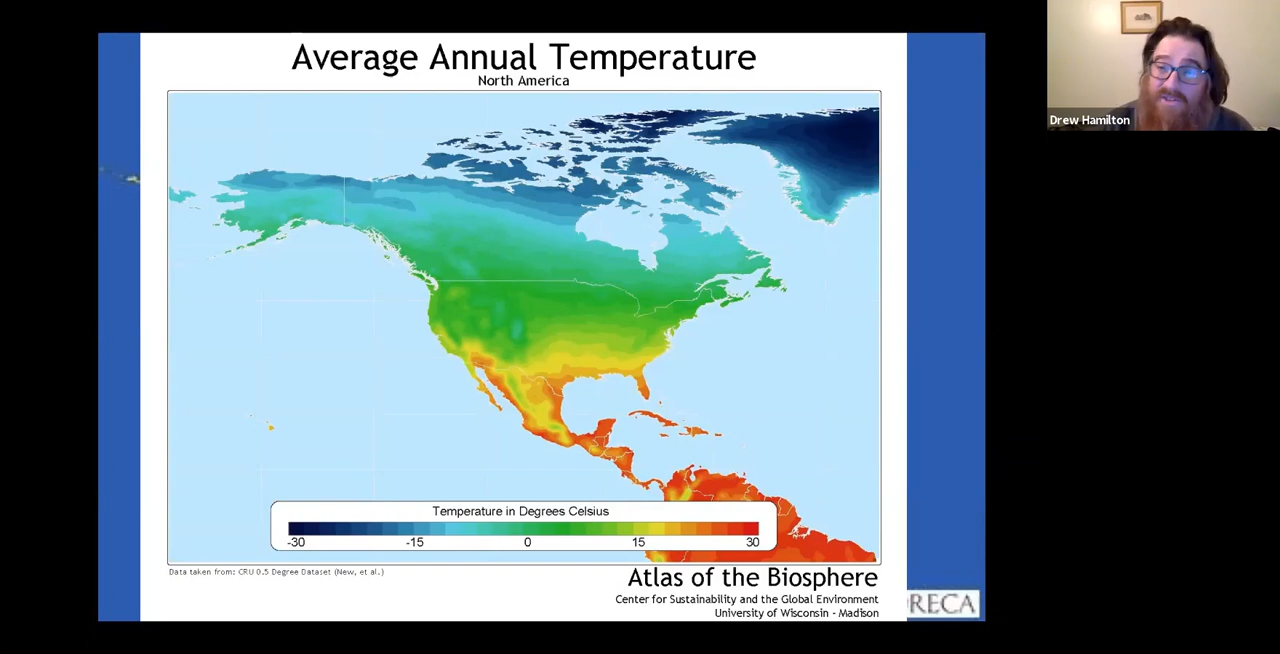 Average Annual Temperature
North America
Drew Hamilton
Temperature in Degrees Celsius
-30 -15 0 15 30
Data taken from: CRU 0.5 Degree Dataset (New, et al.)
Atlas of the Biosphere
Center for Sustainability and the Global Environment
University of Wisconsin - Madison
RECA